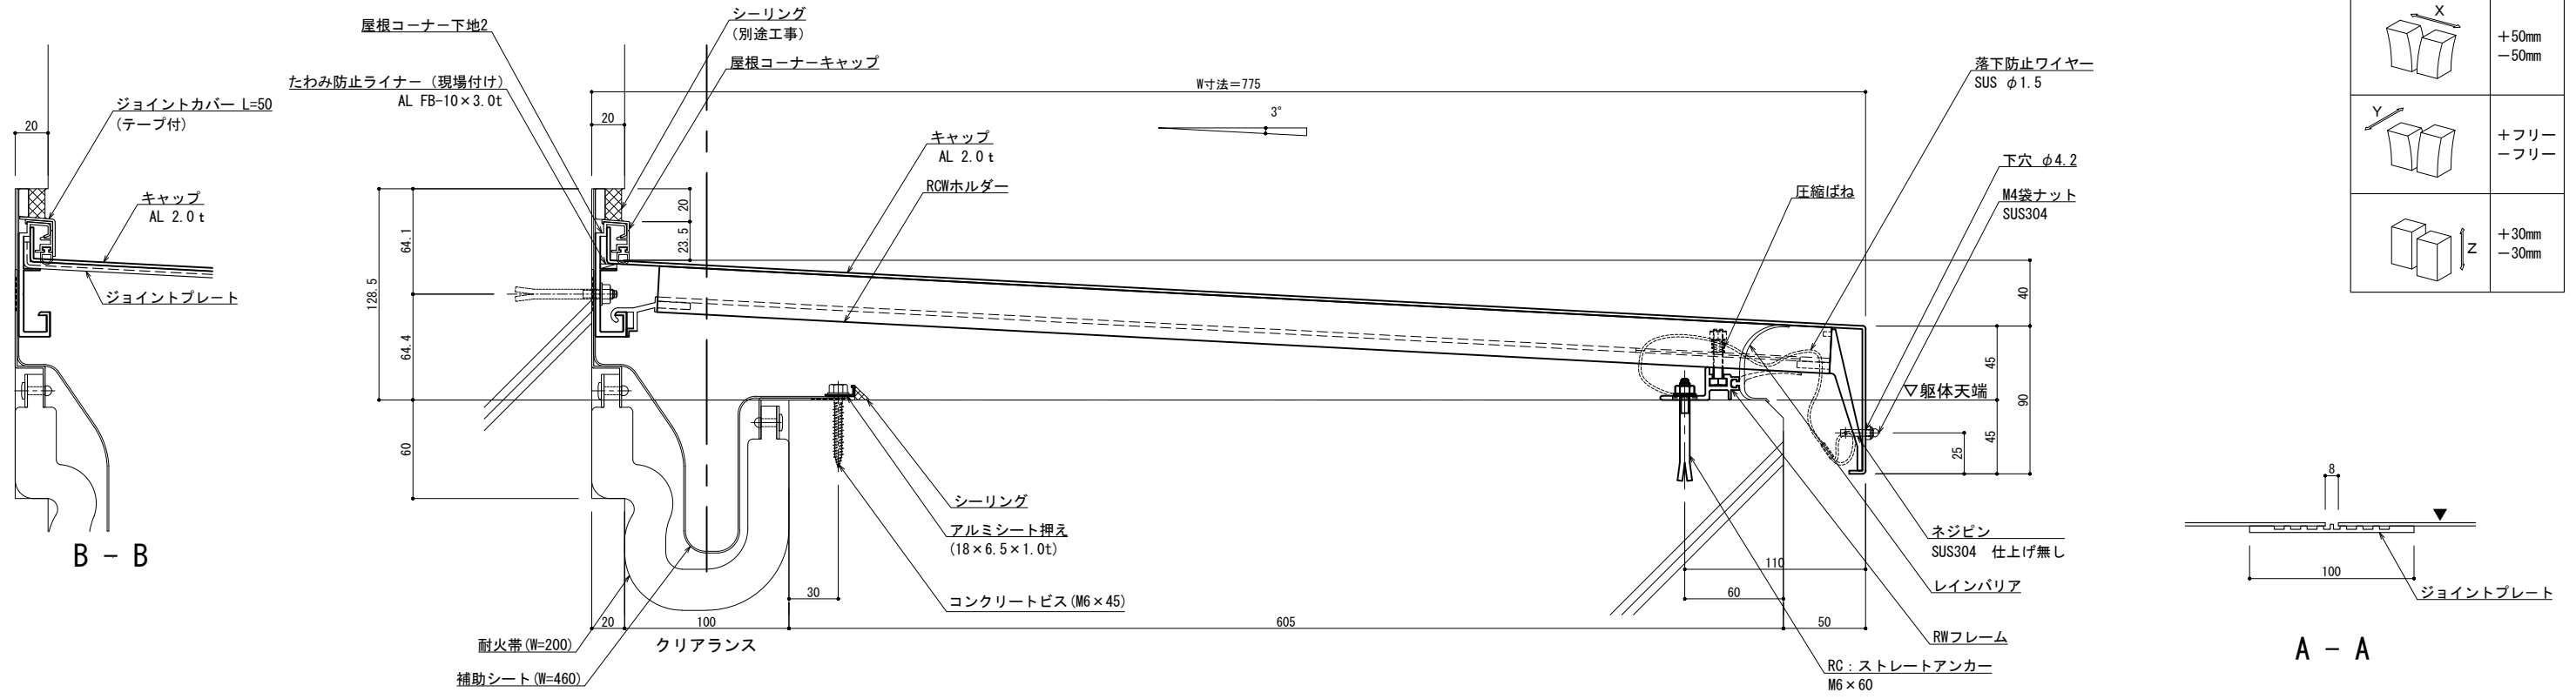 屋根コーナー下地2
シーリング
(別途工事)
屋根コーナーキャップ
たわみ防止ライナー（現場付け）
AL FB-10×3.0t
ジョイントカバー L=50
(テープ付)
20
キャップ
AL 2.0t
ジョイントプレート
B - B
W寸法=775
20
3°
キャップ
AL 2.0t
RCWホルダー
落下防止ワイヤー
SUS φ1.5
下穴 φ4.2
圧縮ばね
M4袋ナット
SUS304
20
23.5
64.1
128.5
64.4
60
40
45
▽躯体天端
90
45
25
シーリング
アルミシート押え
(18×6.5×1.0t)
コンクリートビス(M6×45)
ネジピン
SUS304 仕上げ無し
レインバリア
110
60
30
20
100
605
50
クリアランス
耐火帯(W=200)
補助シート(W=460)
RWフレーム
RC：ストレートアンカー
M6×60
X
+50mm
-50mm
Y
+フリー
-フリー
Z
+30mm
-30mm
8
▼
100
ジョイントプレート
A - A